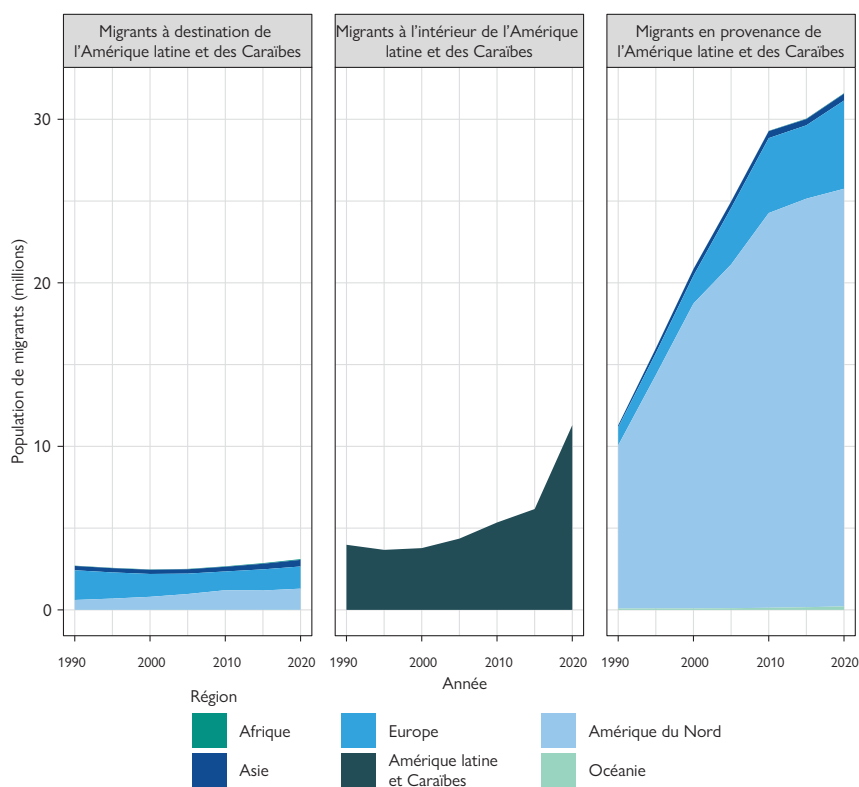 Migrants à destination de
l'Amérique latine et des Caraïbes
Migrants à l'intérieur de l'Amérique
latine et des Caraïbes
Migrants en provenance de
l'Amérique latine et des Caraïbes
Population de migrants (millions)
30
20
10
0
1990
2000
2010
2020
1990
2000
2010
2020
1990
2000
2010
2020
Année
Région
Afrique
Europe
Amérique du Nord
Asie
Amérique latine
et Caraïbes
Océanie